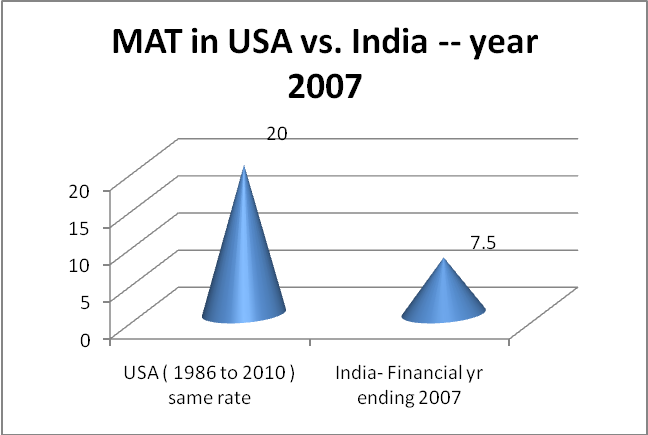 MAT in USA vs. India -- year
2007
20
7.5
20
15
10
5
0
USA ( 1986 to 2010 )
same rate
India- Financial yr
ending 2007